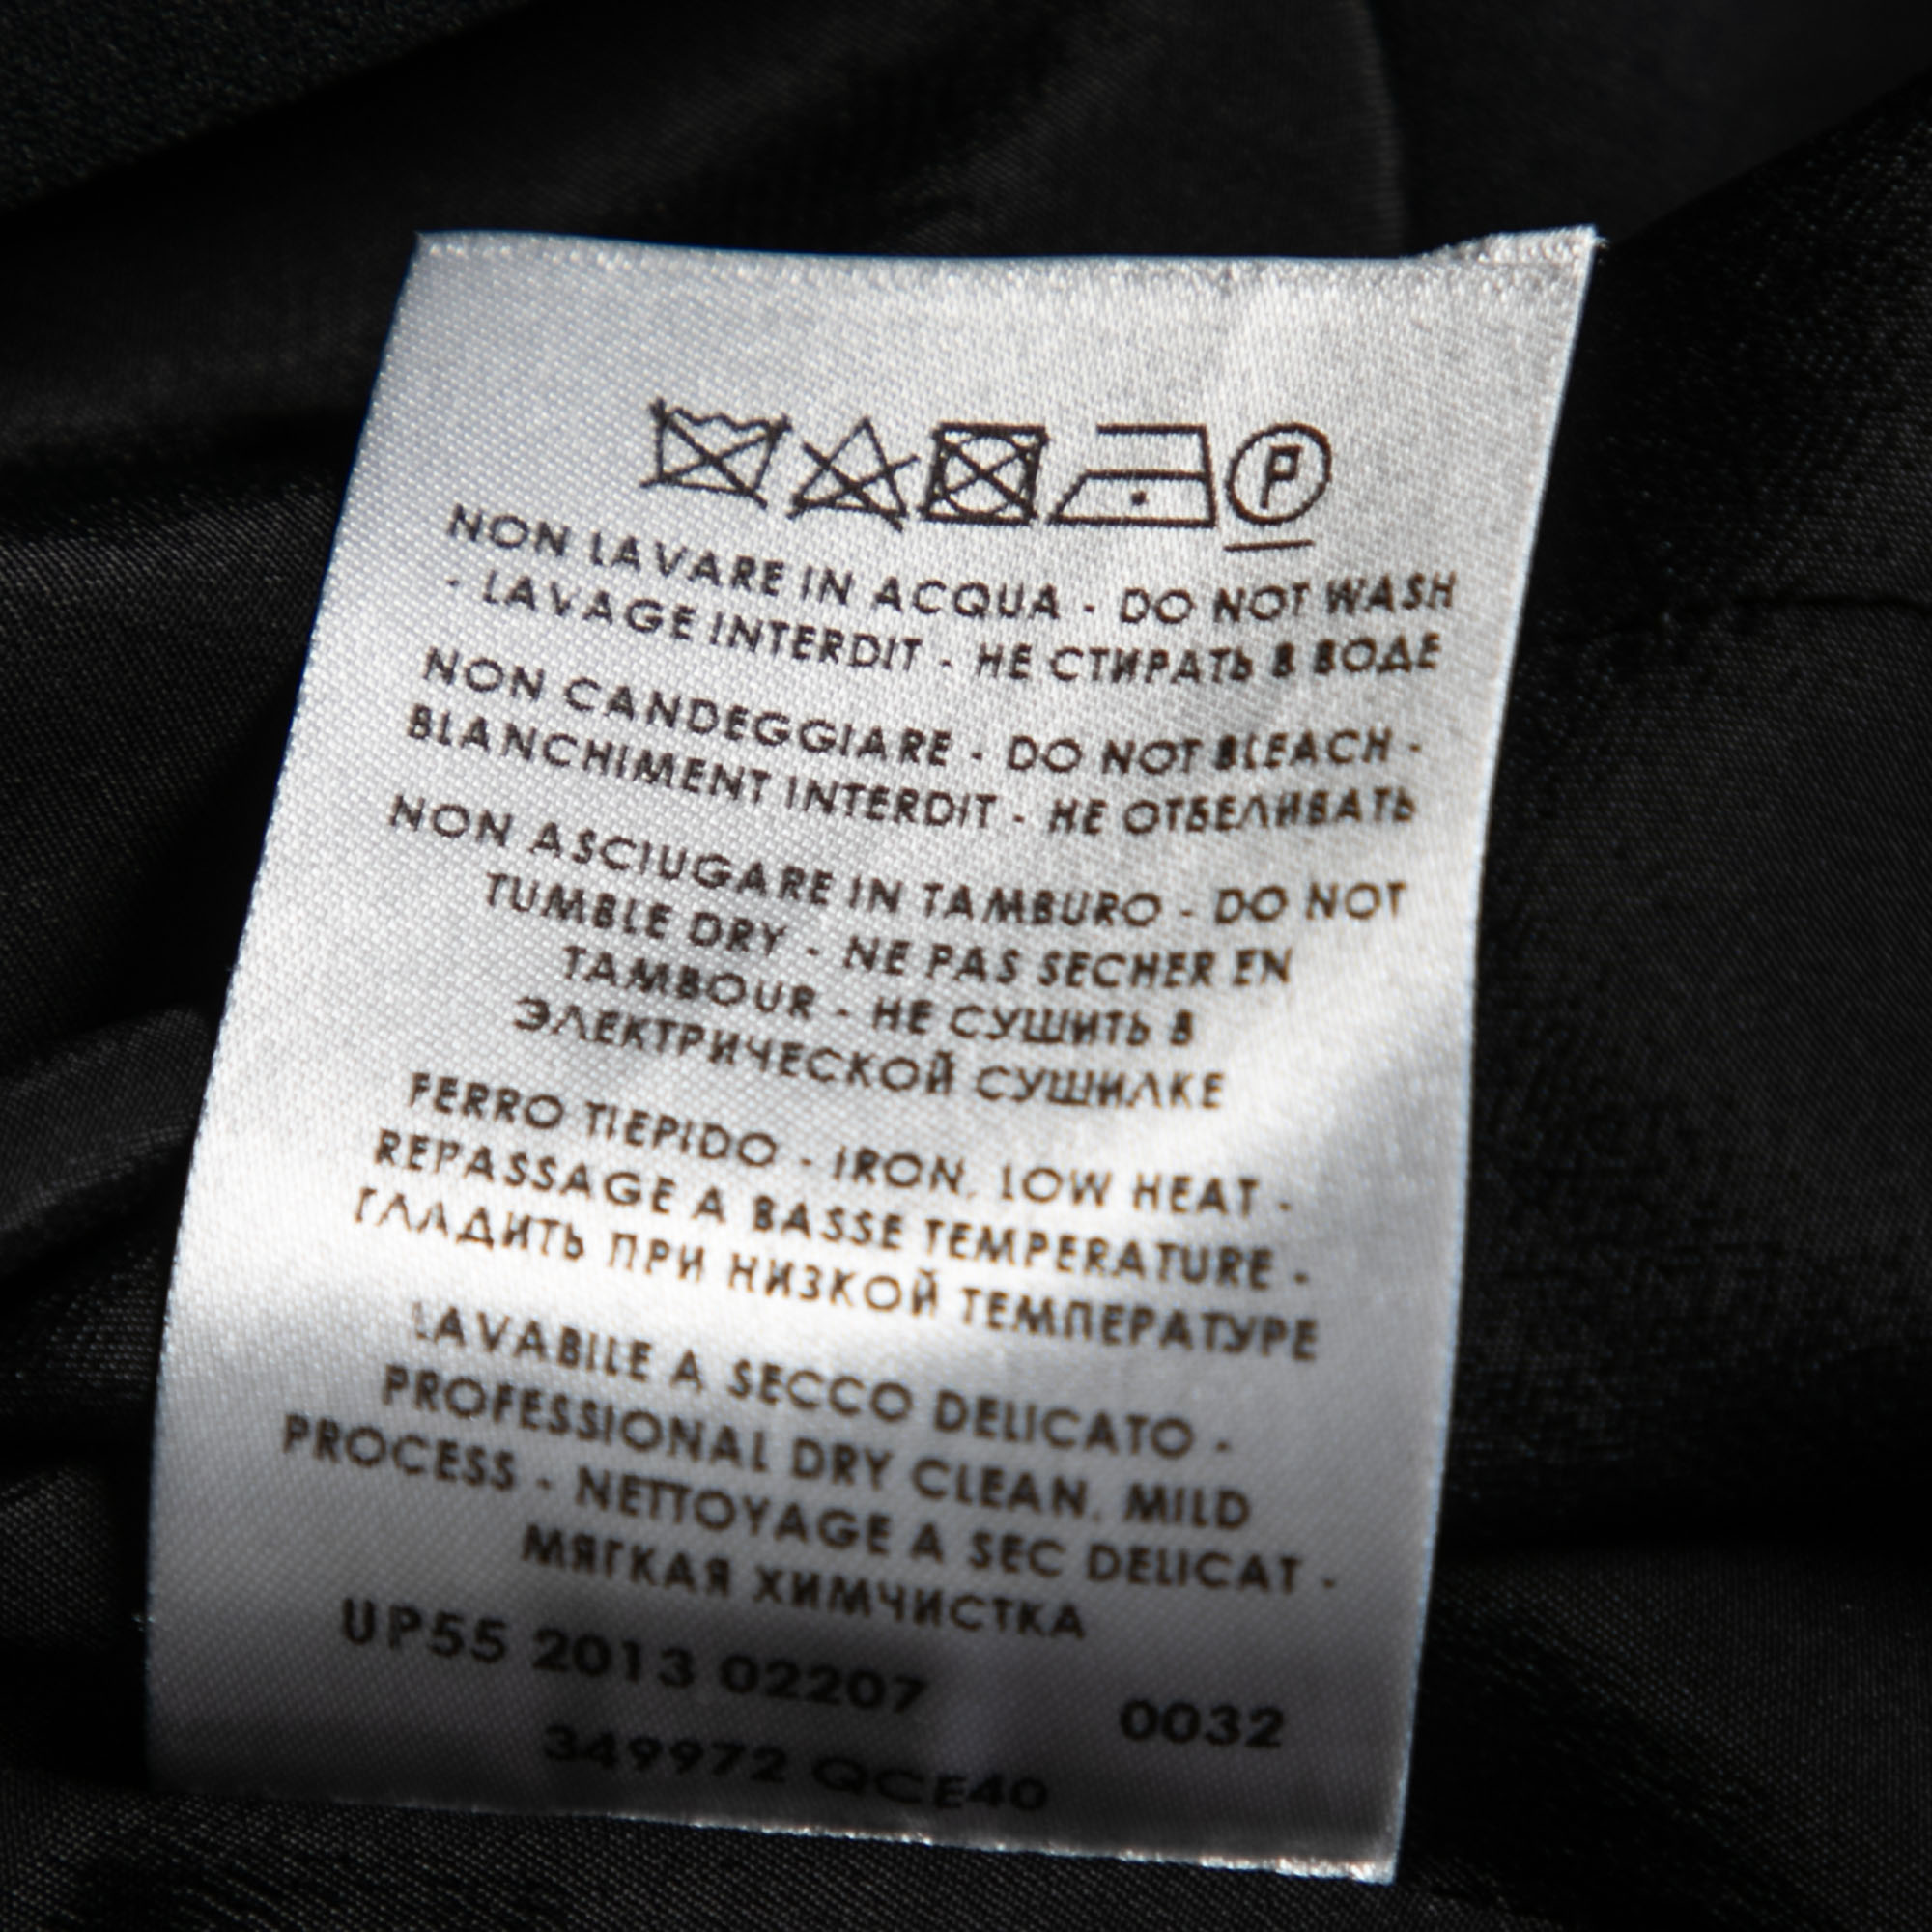 P
NON LAVARE IN ACQUA - DO NOT WASH
- LAVAGE INTERDIT - НЕ СТИРАТЬ В ВОДЕ
NON CANDEGGIARE - DO NOT BLEACH -
BLANCHIMENT INTERDIT - НЕ ОТБЕЛИВАТЬ
NON ASCIUGARE IN TAMBURO - DO NOT
TUMBLE DRY - NE PAS SECHER EN
TAMBOUR - НЕ СУШИТЬ В
ЭЛЕКТРИЧЕСКОЙ СУШИЛКЕ
FERRO TIEPIDO - IRON, LOW HEAT -
REPASSAGE A BASSE TEMPERATURE -
ГЛАДИТЬ ПРИ НИЗКОЙ ТЕМПЕРАТУРЕ
LAVABILE A SECCO DELICATO -
PROFESSIONAL DRY CLEAN, MILD
PROCESS - NETTOYAGE A SEC DELICAT -
МЯГКАЯ ХИМЧИСТКА
UP55 2013 02207 0032
349972 QCE40